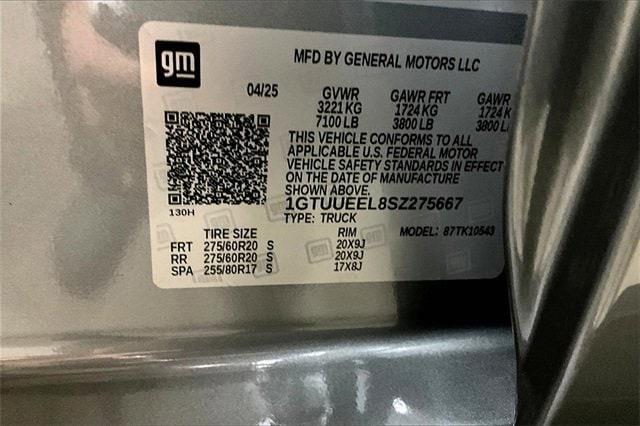 gm
MFD BY GENERAL MOTORS LLC
04/25 GVWR GAWR FRT GAWR
3221 KG 1724 KG 1724 K
7100 LB 3800 LB 3800 L
THIS VEHICLE CONFORMS TO ALL
APPLICABLE U.S. FEDERAL MOTOR
VEHICLE SAFETY STANDARDS IN EFFECT
ON THE DATE OF MANUFACTURE
SHOWN ABOVE.
130H
1GTUUEEL8SZ275667
TYPE: TRUCK
TIRE SIZE RIM MODEL: 87TK10543
FRT 275/60R20 S 20X9J
RR 275/60R20 S 20X9J
SPA 255/80R17 S 17X8J